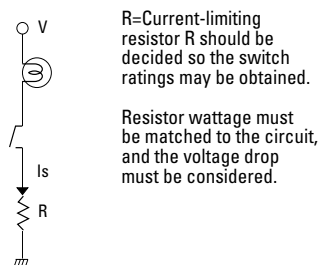 V
R=Current-limiting
resistor R should be
decided so the switch
ratings may be obtained.
Resistor wattage must
be matched to the circuit,
and the voltage drop
must be considered.
Is
R